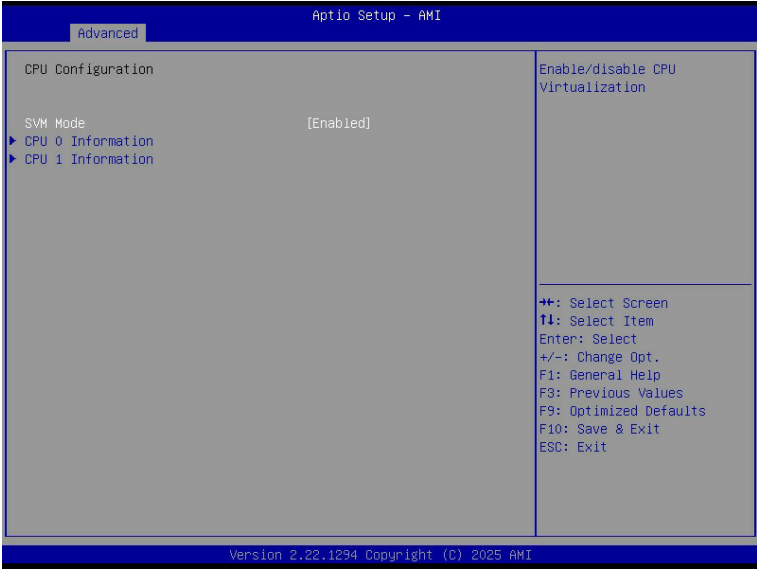 Aptio Setup – AMI
Advanced
CPU Configuration
SVM Mode [Enabled]
▶ CPU 0 Information
▶ CPU 1 Information
Enable/disable CPU
Virtualization
→←: Select Screen
↑↓: Select Item
Enter: Select
+/-: Change Opt.
F1: General Help
F3: Previous Values
F9: Optimized Defaults
F10: Save & Exit
ESC: Exit
Version 2.22.1294 Copyright (C) 2025 AMI